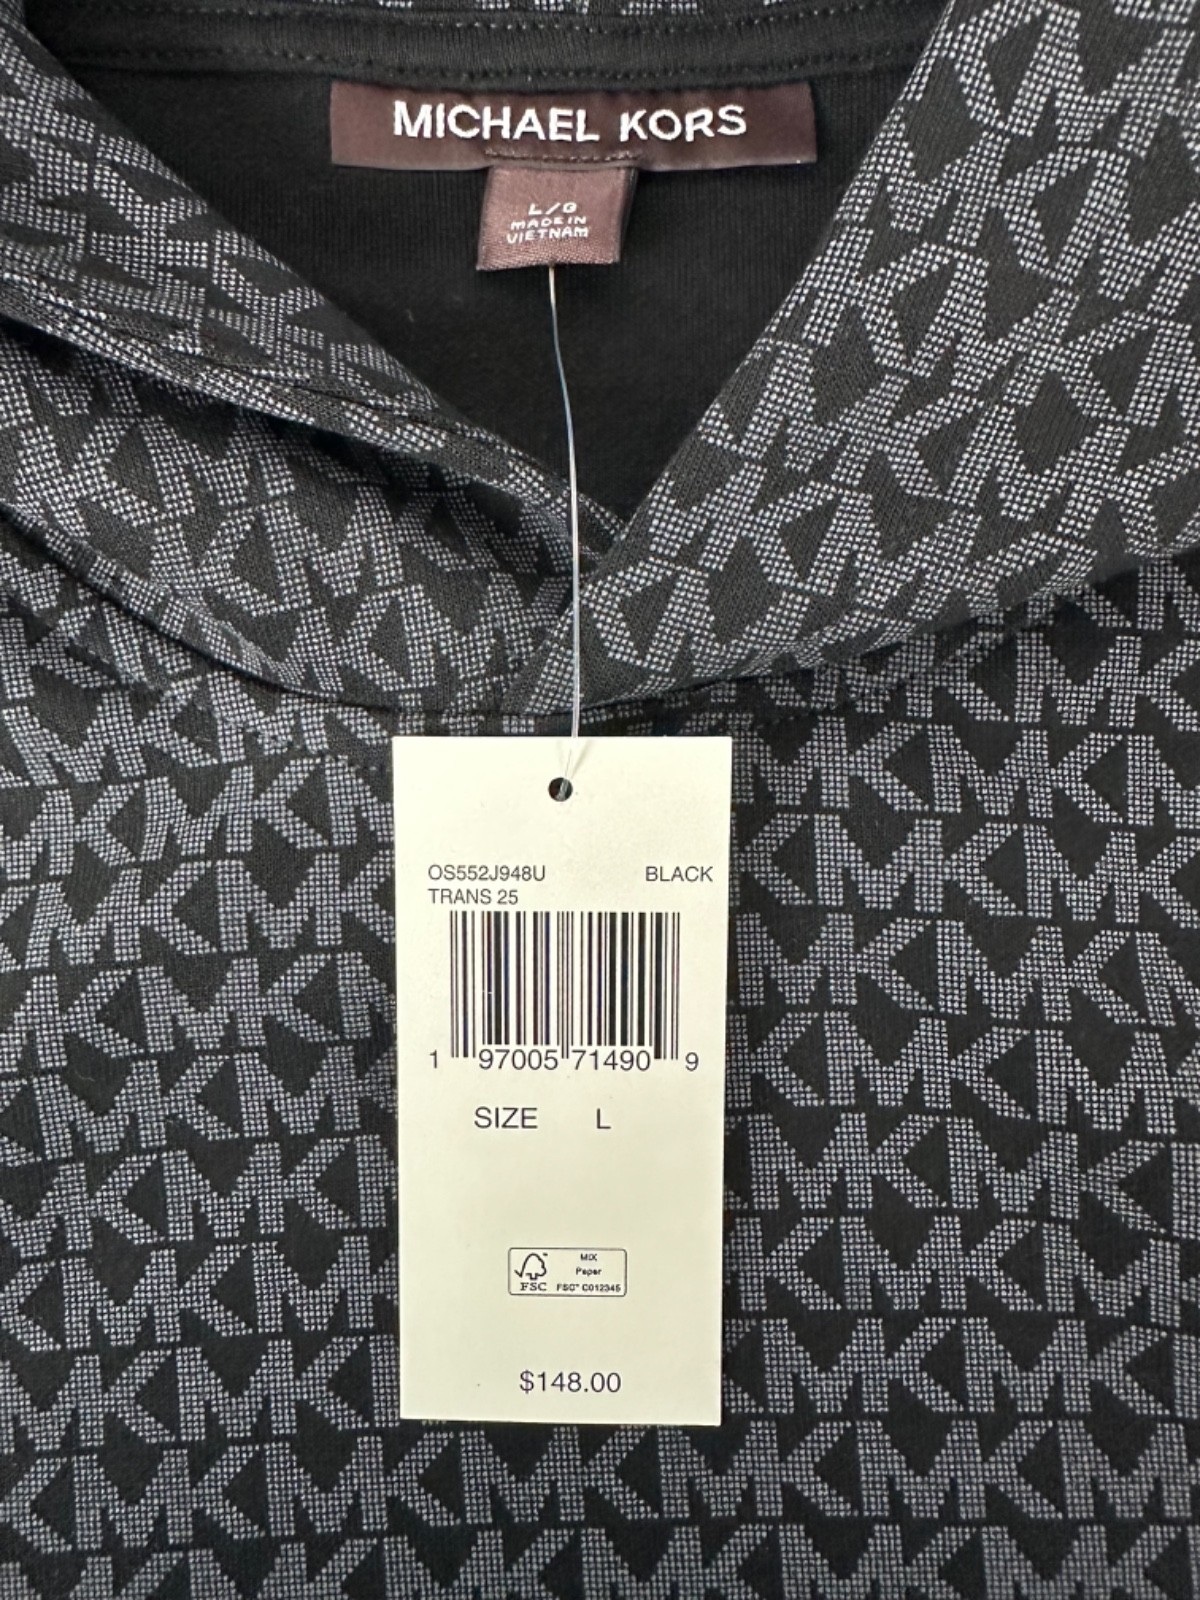 MICHAEL KORS
L/G
MADE IN
VIETNAM
OS552J948U BLACK
TRANS 25
1 97005 71490 9
SIZE L
MIX
Paper
FSC FSC™ C012345
$148.00